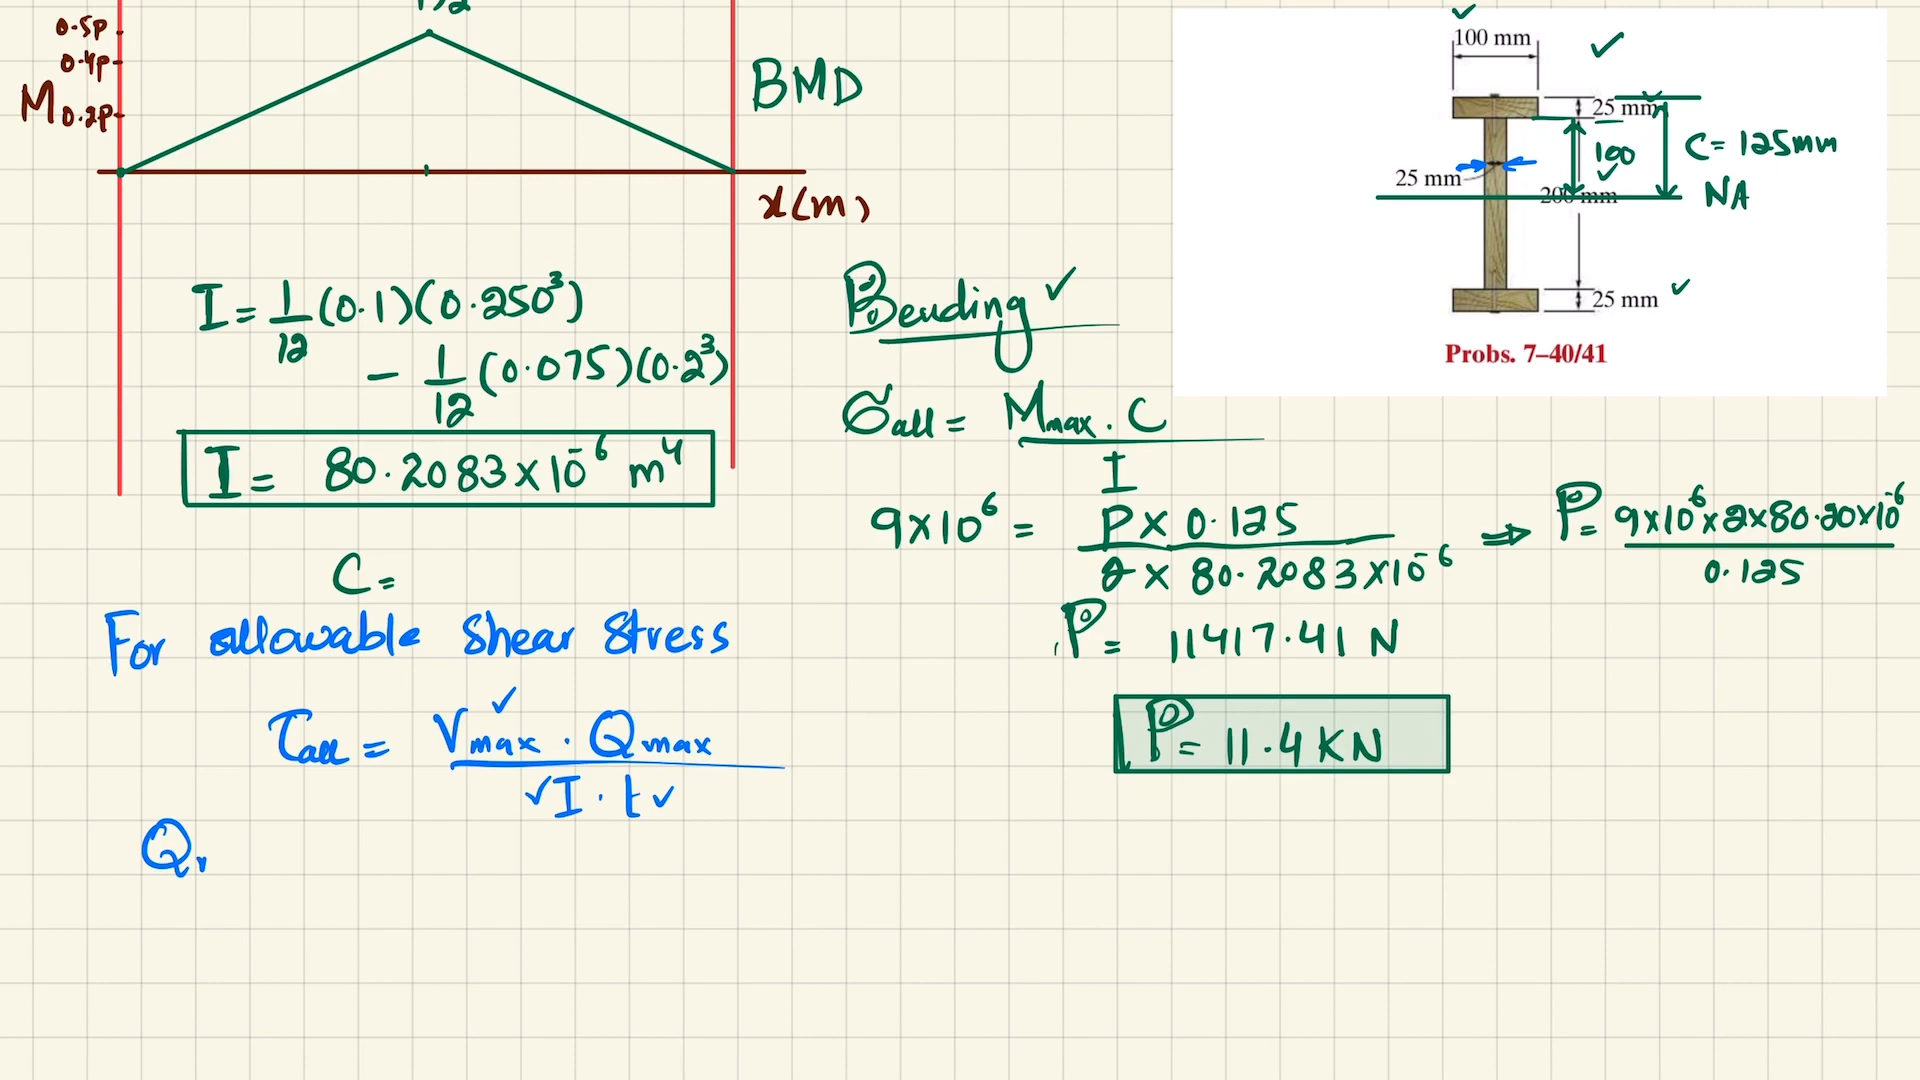 0.5P
0.4P
M 0.2P
BMD
x(m)
I = 1/12 (0.1)(0.250³)
- 1/12 (0.075)(0.2³)
I = 80.2083×10⁻⁶ m⁴
C =
For allowable Shear Stress
τall = Vmax . Qmax / I . t
Q
Bending
σall = Mmax . C / I
9×10⁶ = P × 0.125 / 2 × 80.2083×10⁻⁶ ⇒ P = 9×10⁶×2×80.20×10⁻⁶ / 0.125
P = 11417.41 N
P = 11.4 KN
100 mm
25 mm
100
C = 125mm
25 mm
200 mm
NA
25 mm
Probs. 7–40/41